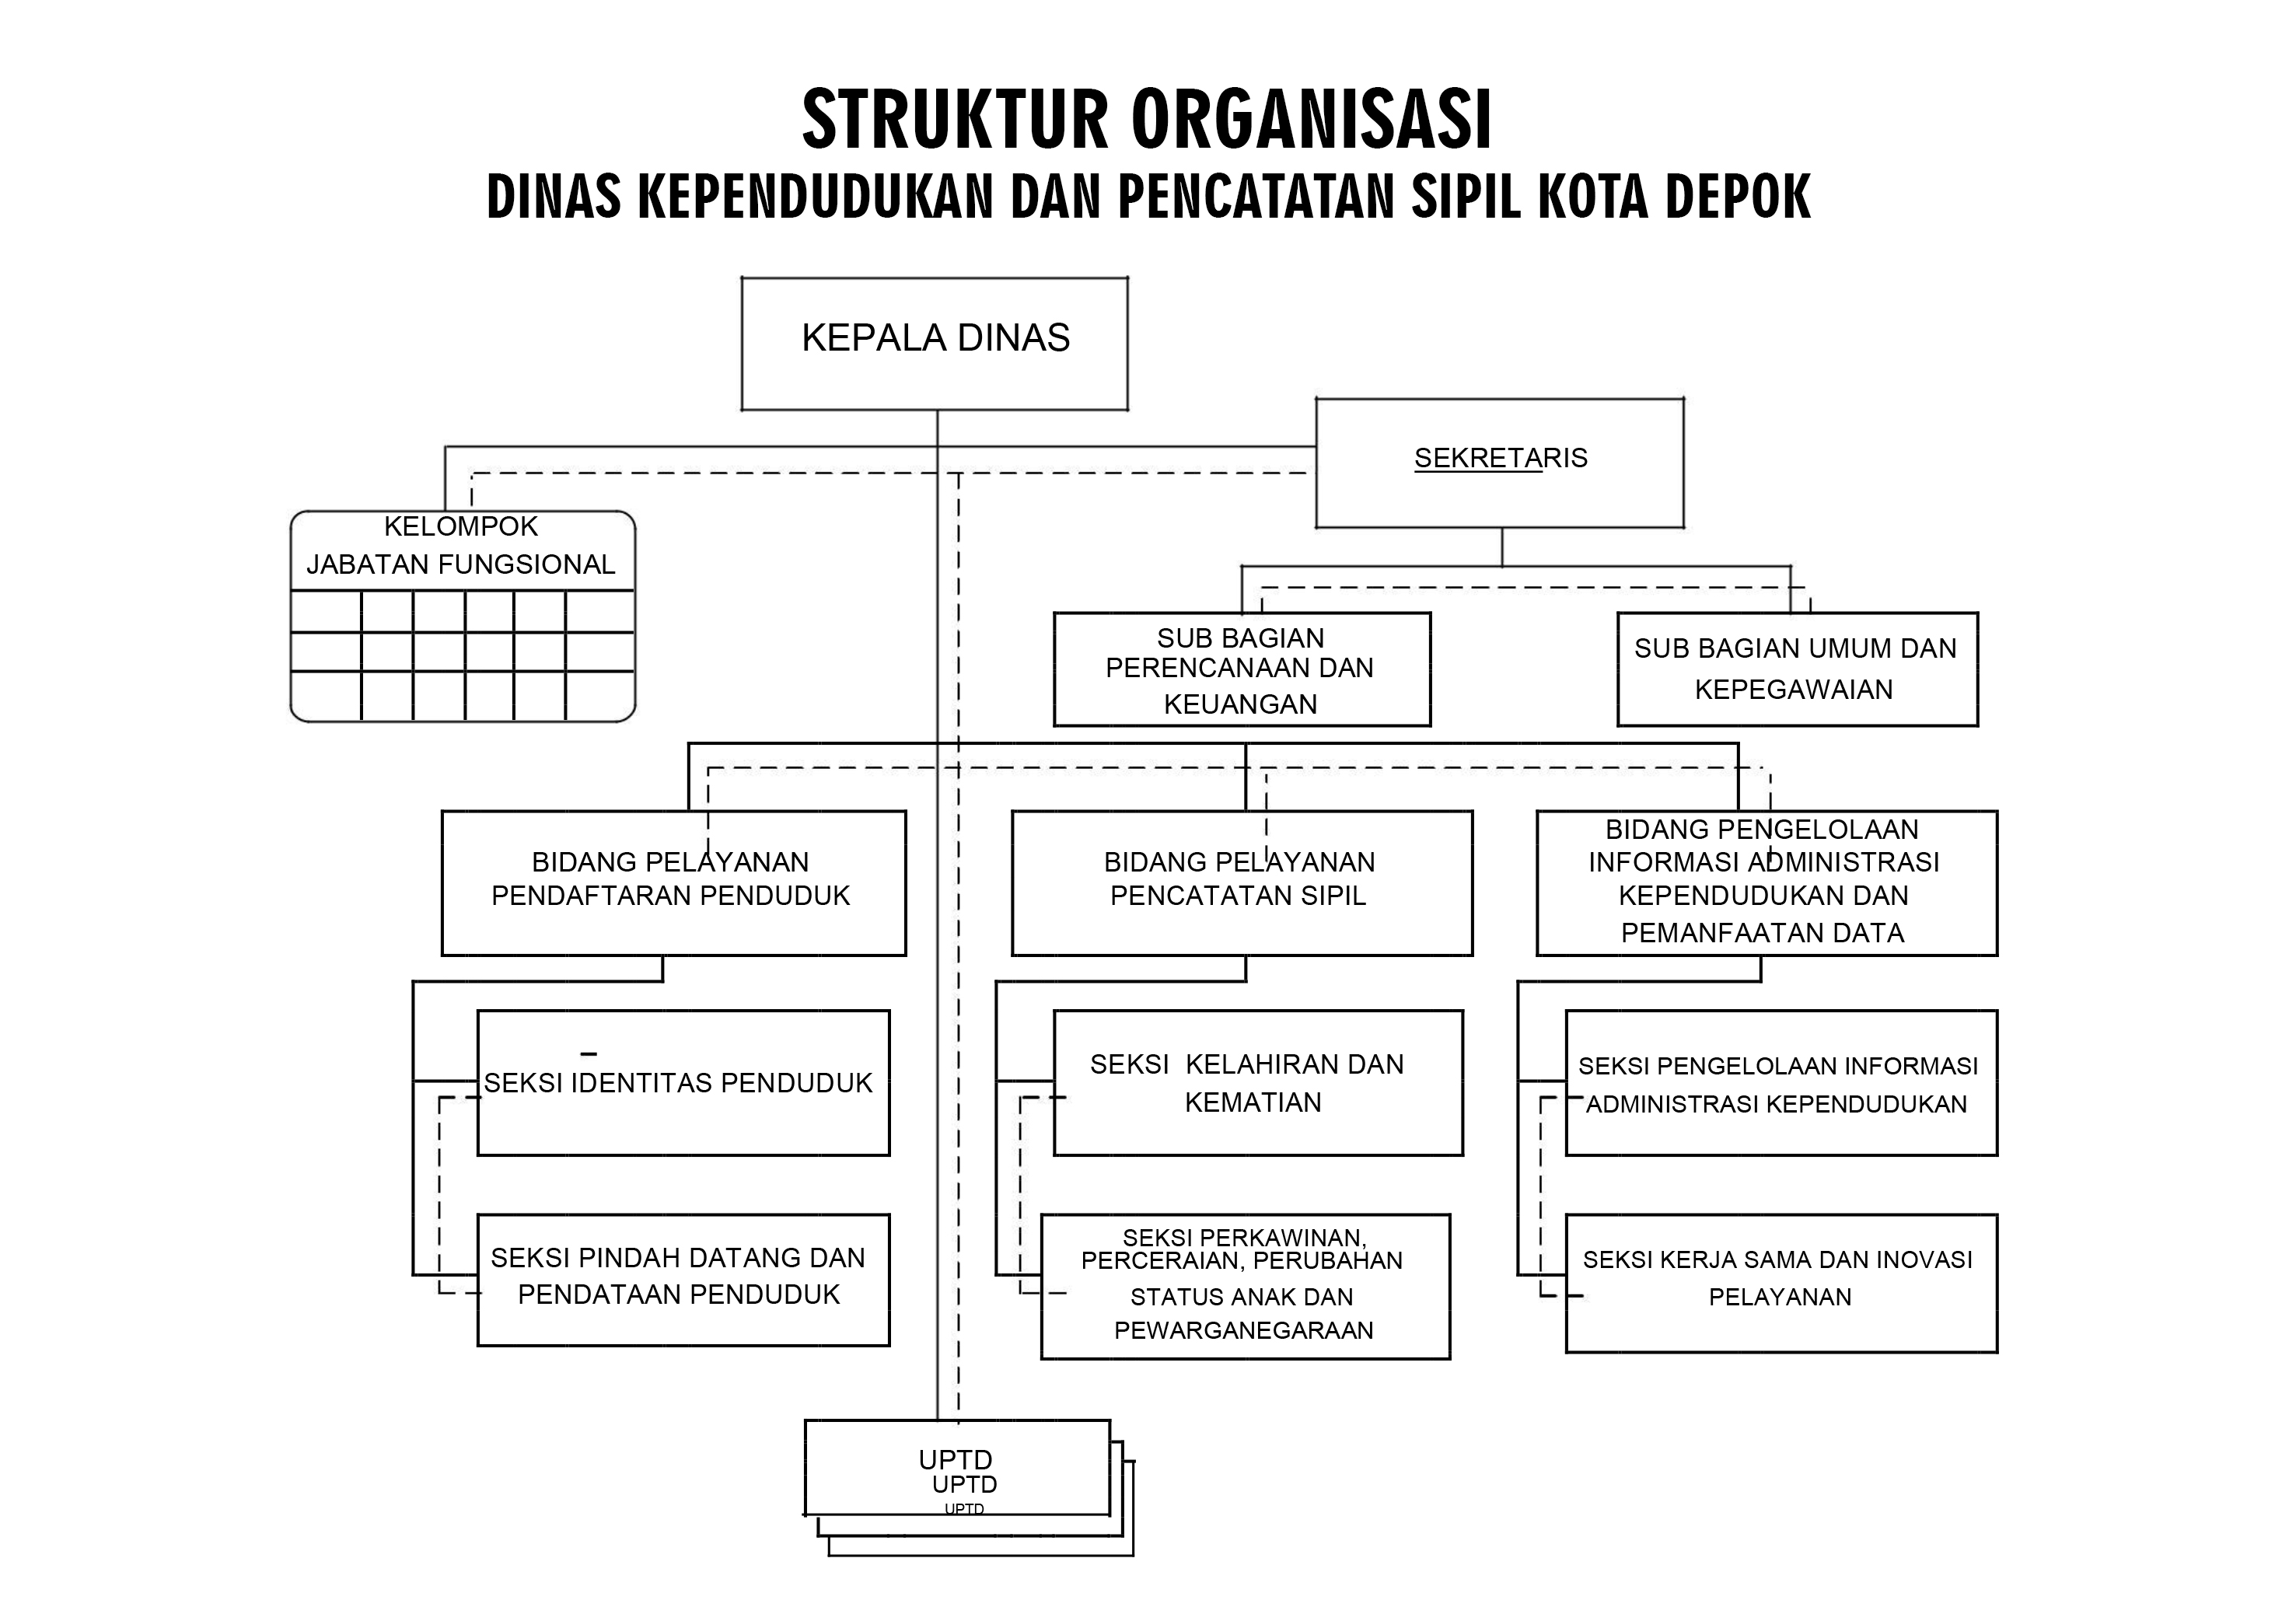 STRUKTUR ORGANISASI
DINAS KEPENDUDUKAN DAN PENCATATAN SIPIL KOTA DEPOK
KEPALA DINAS
SEKRETARIS
KELOMPOK
JABATAN FUNGSIONAL
SUB BAGIAN
PERENCANAAN DAN
KEUANGAN
SUB BAGIAN UMUM DAN
KEPEGAWAIAN
BIDANG PELAYANAN
PENDAFTARAN PENDUDUK
BIDANG PELAYANAN
PENCATATAN SIPIL
BIDANG PENGELOLAAN
INFORMASI ADMINISTRASI
KEPENDUDUKAN DAN
PEMANFAATAN DATA
SEKSI IDENTITAS PENDUDUK
SEKSI KELAHIRAN DAN
KEMATIAN
SEKSI PENGELOLAAN INFORMASI
ADMINISTRASI KEPENDUDUKAN
SEKSI PINDAH DATANG DAN
PENDATAAN PENDUDUK
SEKSI PERKAWINAN,
PERCERAIAN, PERUBAHAN
STATUS ANAK DAN
PEWARGANEGARAAN
SEKSI KERJA SAMA DAN INOVASI
PELAYANAN
UPTD
UPTD
UPTD